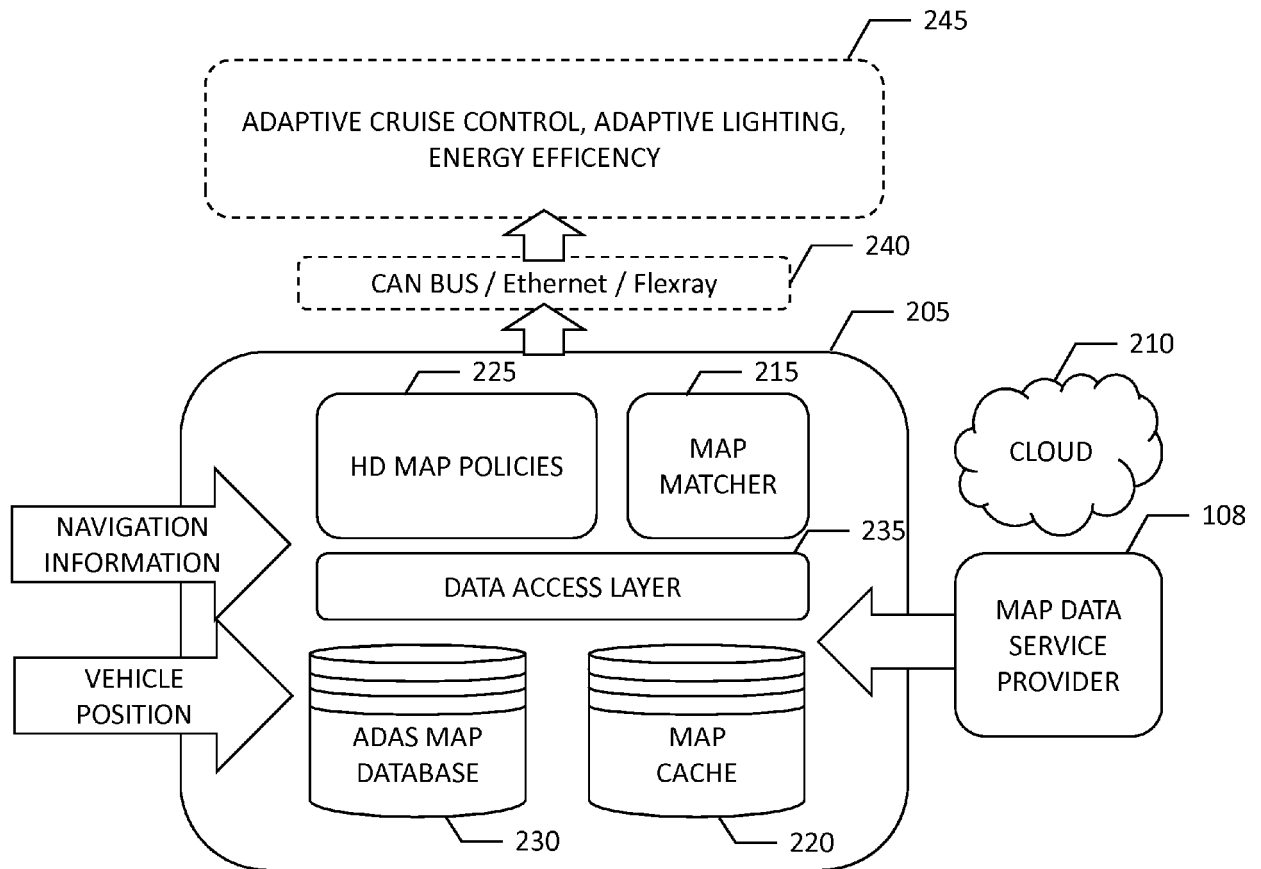 245
ADAPTIVE CRUISE CONTROL, ADAPTIVE LIGHTING,
ENERGY EFFICENCY
240
CAN BUS / Ethernet / Flexray
205
210
225
215
CLOUD
HD MAP POLICIES
MAP
MATCHER
108
NAVIGATION
INFORMATION
235
DATA ACCESS LAYER
MAP DATA
SERVICE
PROVIDER
VEHICLE
POSITION
ADAS MAP
DATABASE
MAP
CACHE
230
220